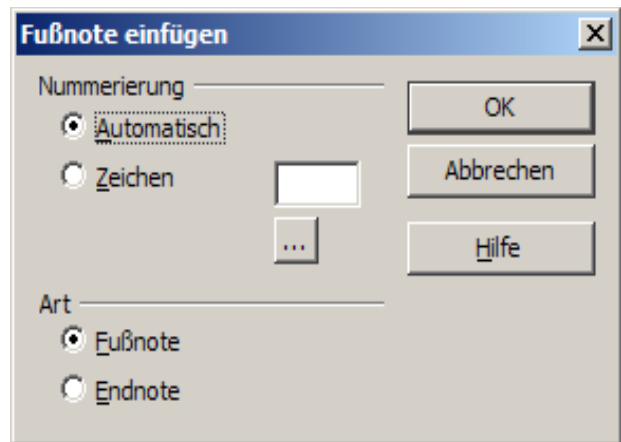 Fußnote einfügen
Nummerierung
Automatisch
Zeichen
...
Art
Fußnote
Endnote
OK
Abbrechen
Hilfe